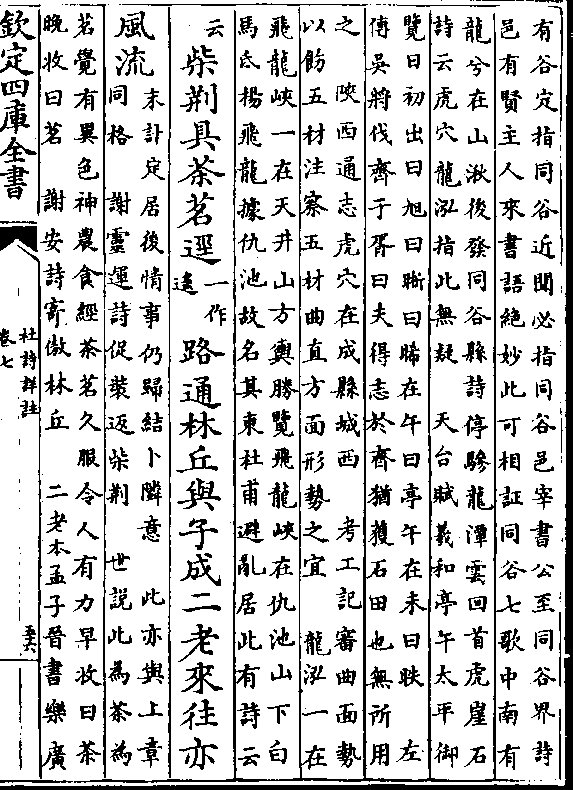 有谷定指同谷近聞必指同谷邑宰書公至同谷界詩
邑有賢主人來書語絶妙此可相証同谷七歌中南有
龍兮在山湫後發同谷縣詩停驂龍潭雲回首虎崖石
詩云虎穴龍泓指此無疑 天台賦羲和亭午太平御
覽日初出曰旭曰晣曰晞在午曰亭午在未曰昳 左
傳吳將伐齊子胥曰夫得志於齊猶獲石田也無所用
之 陜西通志虎穴在成縣城西 考工記審曲面勢
以飭五材注察五材曲直方面形勢之宜 龍泓一在
飛龍峽一在天井山方輿勝覽飛龍峽在仇池山下白
馬氐楊飛龍據仇池故名其東杜甫避亂居此有詩云
云 柴荆具茶茗逕一作遙路通林丘與子成二老來往亦
風流末計定居後情事仍歸結卜隣意 此亦與上章
同格 謝靈運詩促裝返柴荆 世説此為茶為
茗覺有異色神農食經茶茗久服令人有力早收曰茶
晚收曰茗 謝安詩寄傲林丘 二老本孟子晉書樂廣
欽定四庫全書
杜詩詳註
卷七
五六